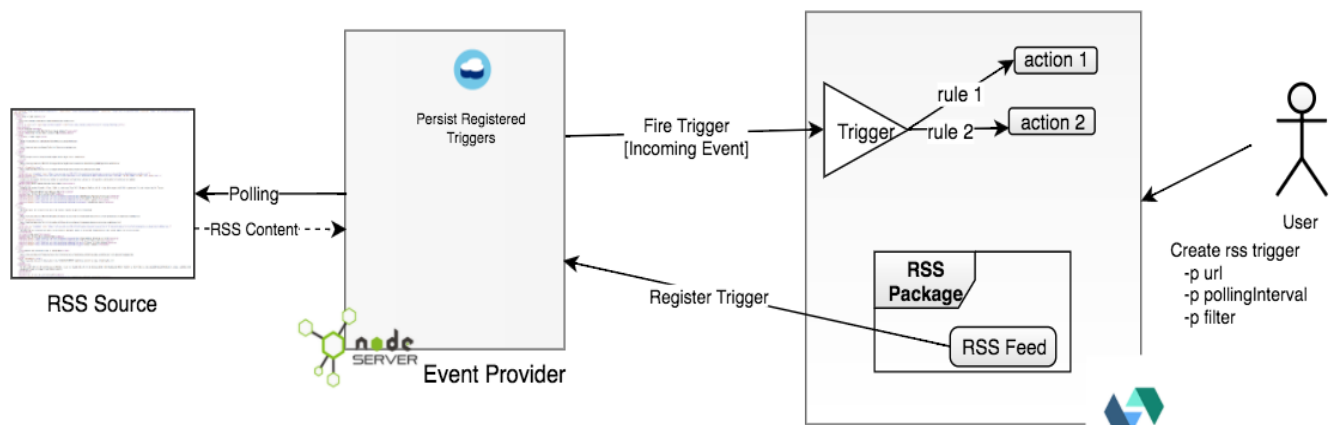 Persist Registered
Triggers
Polling
RSS Content
RSS Source
node
SERVER
Event Provider
Fire Trigger
[Incoming Event]
Register Trigger
Trigger
rule 1
rule 2
action 1
action 2
RSS
Package
RSS Feed
User
Create rss trigger
-p url
-p pollingInterval
-p filter